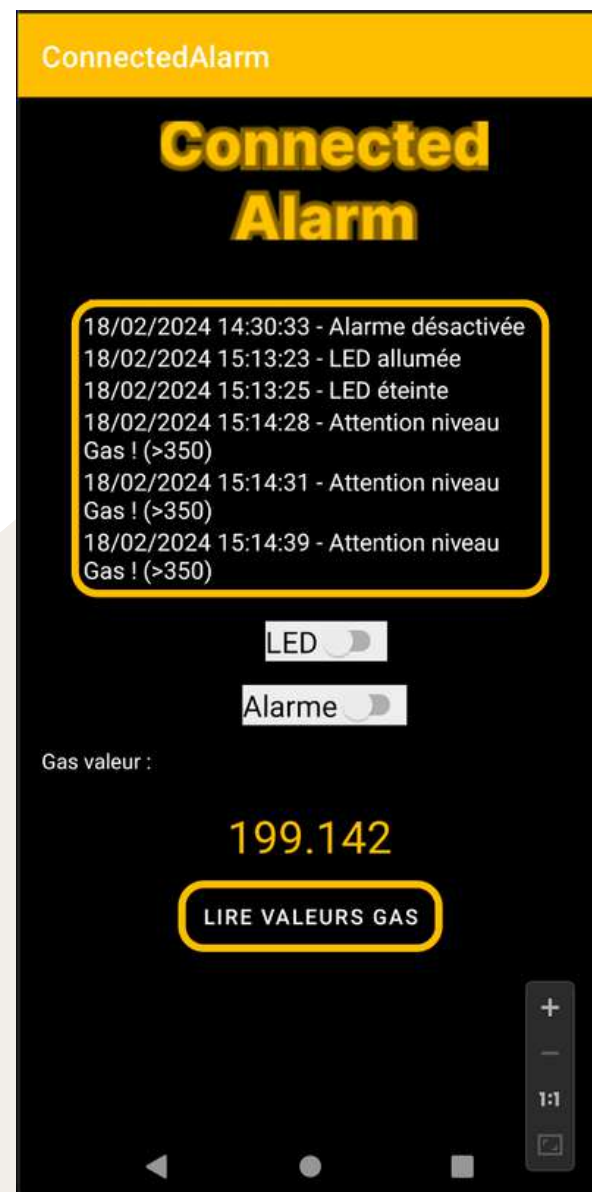 ConnectedAlarm
Connected
Alarm
18/02/2024 14:30:33 - Alarme désactivée
18/02/2024 15:13:23 - LED allumée
18/02/2024 15:13:25 - LED éteinte
18/02/2024 15:14:28 - Attention niveau
Gas ! (>350)
18/02/2024 15:14:31 - Attention niveau
Gas ! (>350)
18/02/2024 15:14:39 - Attention niveau
Gas ! (>350)
LED
Alarme
Gas valeur :
199.142
LIRE VALEURS GAS
1:1